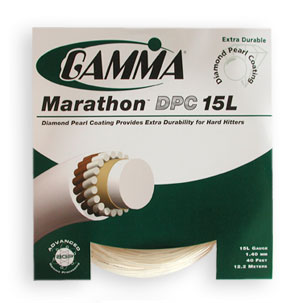 Extra Durable
Diamond Pearl Coating
GAMMA
Marathon™ DPC 15L
Diamond Pearl Coating Provides Extra Durability for Hard Hitters
ADVANCED
15L GAUGE
1.40 MM
40 FEET
12.2 METERS